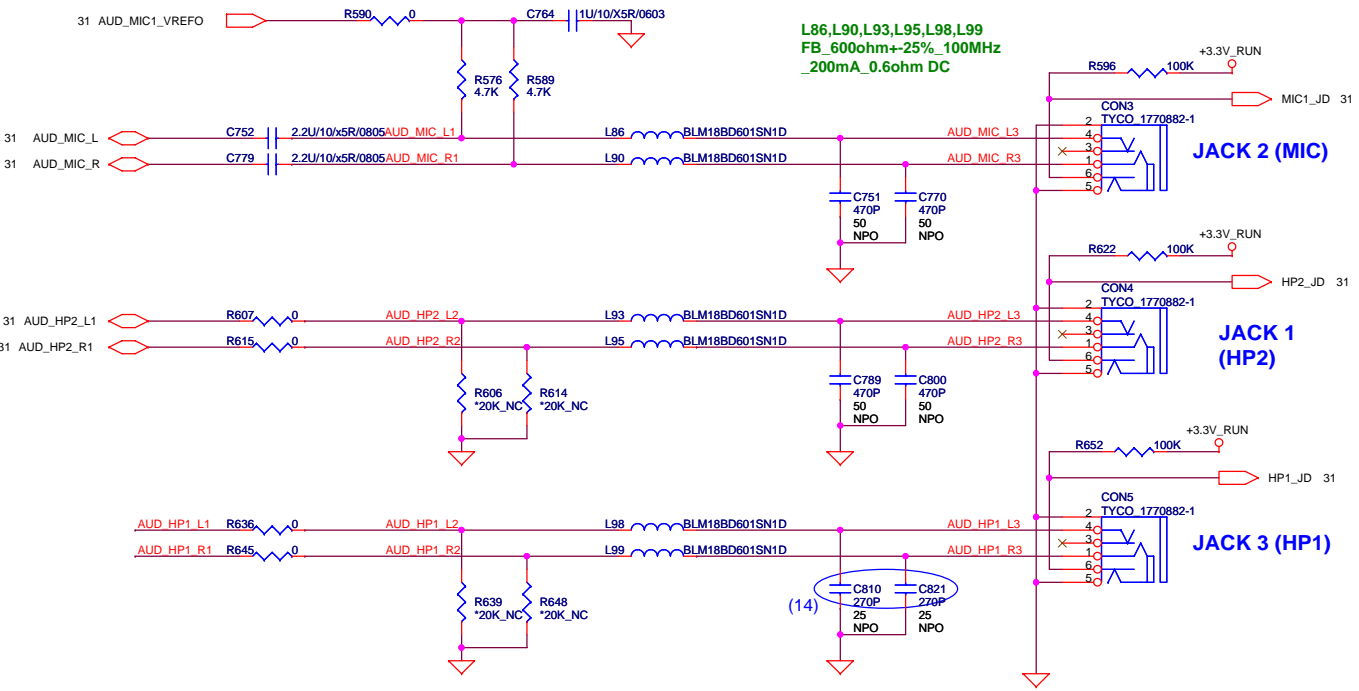 31 AUD_MIC1_VREFO
R590 0
C764 1U/10/X5R/0603
L86,L90,L93,L95,L98,L99
FB_600ohm+-25%_100MHz
_200mA_0.6ohm DC
R576
4.7K
R589
4.7K
+3.3V_RUN
R596 100K
MIC1_JD 31
CON3
TYCO_1770882-1
31 AUD_MIC_L
C752 2.2U/10/x5R/0805 AUD_MIC_L1
L86 BLM18BD601SN1D
AUD_MIC_L3
31 AUD_MIC_R
C779 2.2U/10/x5R/0805 AUD_MIC_R1
L90 BLM18BD601SN1D
AUD_MIC_R3
2
4
3
1
6
5
JACK 2 (MIC)
C751
470P
50
NPO
C770
470P
50
NPO
+3.3V_RUN
R622 100K
HP2_JD 31
CON4
TYCO_1770882-1
31 AUD_HP2_L1
R607 0
AUD_HP2_L2
L93 BLM18BD601SN1D
AUD_HP2_L3
31 AUD_HP2_R1
R615 0
AUD_HP2_R2
L95 BLM18BD601SN1D
AUD_HP2_R3
2
4
3
1
6
5
JACK 1
(HP2)
R606
*20K_NC
R614
*20K_NC
C789
470P
50
NPO
C800
470P
50
NPO
+3.3V_RUN
R652 100K
HP1_JD 31
CON5
TYCO_1770882-1
AUD_HP1_L1 R636 0
AUD_HP1_L2
L98 BLM18BD601SN1D
AUD_HP1_L3
AUD_HP1_R1 R645 0
AUD_HP1_R2
L99 BLM18BD601SN1D
AUD_HP1_R3
2
4
3
1
6
5
JACK 3 (HP1)
R639
*20K_NC
R648
*20K_NC
(14)
C810
270P
25
NPO
C821
270P
25
NPO